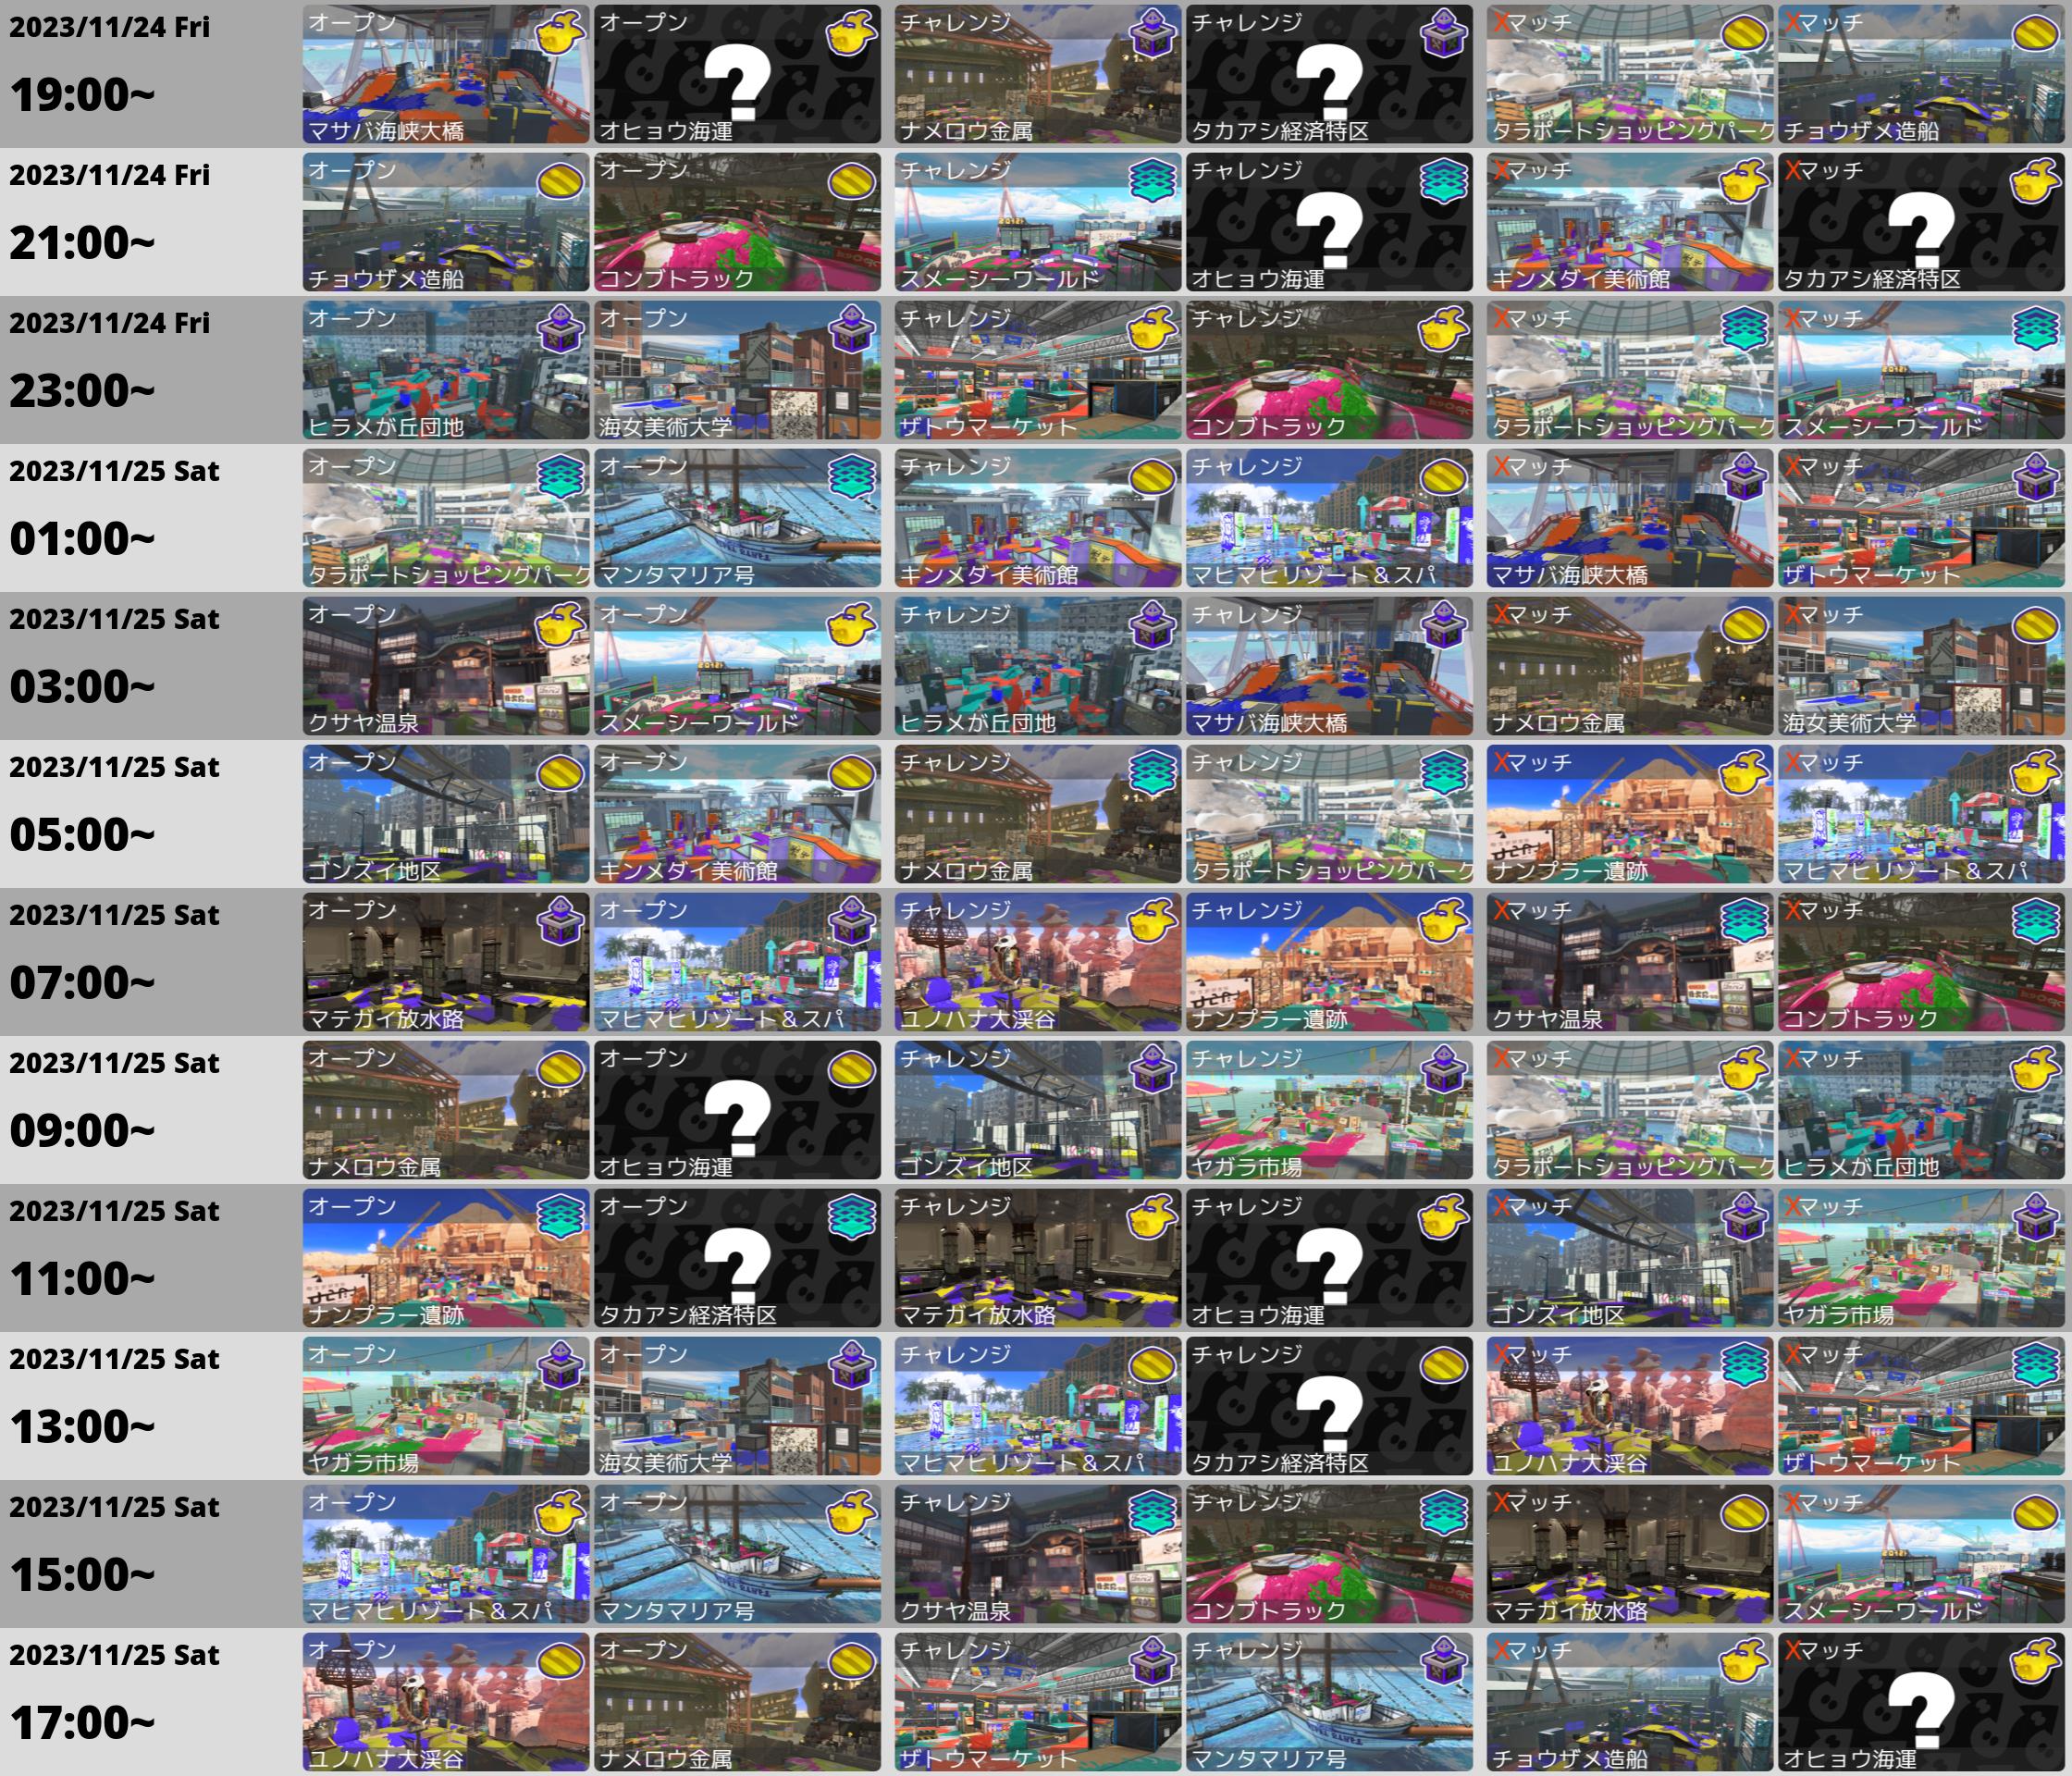 2023/11/24 Fri
19:00~
オープン
マサバ海峡大橋
オープン
オヒョウ海運
チャレンジ
ナメロウ金属
チャレンジ
タカアシ経済特区
Xマッチ
タラポートショッピングパーク
Xマッチ
チョウザメ造船
2023/11/24 Fri
21:00~
オープン
チョウザメ造船
オープン
コンブトラック
チャレンジ
スメーシーワールド
チャレンジ
オヒョウ海運
Xマッチ
キンメダイ美術館
Xマッチ
タカアシ経済特区
2023/11/24 Fri
23:00~
オープン
ヒラメが丘団地
オープン
海女美術大学
チャレンジ
ザトウマーケット
チャレンジ
コンブトラック
Xマッチ
タラポートショッピングパーク
Xマッチ
スメーシーワールド
2023/11/25 Sat
01:00~
オープン
タラポートショッピングパーク
オープン
マンタマリア号
チャレンジ
キンメダイ美術館
チャレンジ
マヒマヒリゾート＆スパ
Xマッチ
マサバ海峡大橋
Xマッチ
ザトウマーケット
2023/11/25 Sat
03:00~
オープン
クサヤ温泉
オープン
スメーシーワールド
チャレンジ
ヒラメが丘団地
チャレンジ
マサバ海峡大橋
Xマッチ
ナメロウ金属
Xマッチ
海女美術大学
2023/11/25 Sat
05:00~
オープン
ゴンズイ地区
オープン
キンメダイ美術館
チャレンジ
ナメロウ金属
チャレンジ
タラポートショッピングパーク
Xマッチ
ナンプラー遺跡
Xマッチ
マヒマヒリゾート＆スパ
2023/11/25 Sat
07:00~
オープン
マテガイ放水路
オープン
マヒマヒリゾート＆スパ
チャレンジ
ユノハナ大渓谷
チャレンジ
ナンプラー遺跡
Xマッチ
クサヤ温泉
Xマッチ
コンブトラック
2023/11/25 Sat
09:00~
オープン
ナメロウ金属
オープン
オヒョウ海運
チャレンジ
ゴンズイ地区
チャレンジ
ヤガラ市場
Xマッチ
タラポートショッピングパーク
Xマッチ
ヒラメが丘団地
2023/11/25 Sat
11:00~
オープン
ナンプラー遺跡
オープン
タカアシ経済特区
チャレンジ
マテガイ放水路
チャレンジ
オヒョウ海運
Xマッチ
ゴンズイ地区
Xマッチ
ヤガラ市場
2023/11/25 Sat
13:00~
オープン
ヤガラ市場
オープン
海女美術大学
チャレンジ
マヒマヒリゾート＆スパ
チャレンジ
タカアシ経済特区
Xマッチ
ユノハナ大渓谷
Xマッチ
ザトウマーケット
2023/11/25 Sat
15:00~
オープン
マヒマヒリゾート＆スパ
オープン
マンタマリア号
チャレンジ
クサヤ温泉
チャレンジ
コンブトラック
Xマッチ
マテガイ放水路
Xマッチ
スメーシーワールド
2023/11/25 Sat
17:00~
オープン
ユノハナ大渓谷
オープン
ナメロウ金属
チャレンジ
ザトウマーケット
チャレンジ
マンタマリア号
Xマッチ
チョウザメ造船
Xマッチ
オヒョウ海運